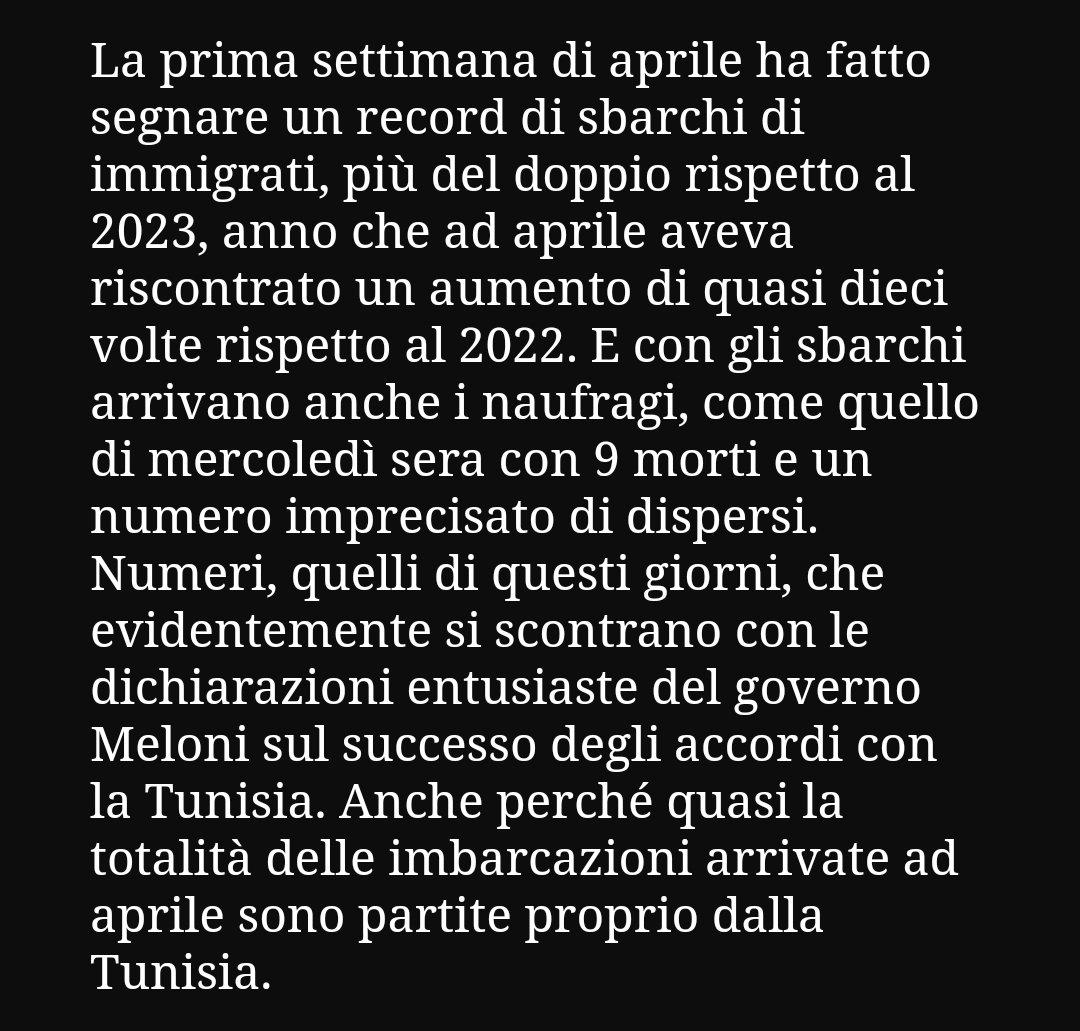 La prima settimana di aprile ha fatto
segnare un record di sbarchi di
immigrati, più del doppio rispetto al
2023, anno che ad aprile aveva
riscontrato un aumento di quasi dieci
volte rispetto al 2022. E con gli sbarchi
arrivano anche i naufragi, come quello
di mercoledì sera con 9 morti e un
numero imprecisato di dispersi.
Numeri, quelli di questi giorni, che
evidentemente si scontrano con le
dichiarazioni entusiaste del governo
Meloni sul successo degli accordi con
la Tunisia. Anche perché quasi la
totalità delle imbarcazioni arrivate ad
aprile sono partite proprio dalla
Tunisia.